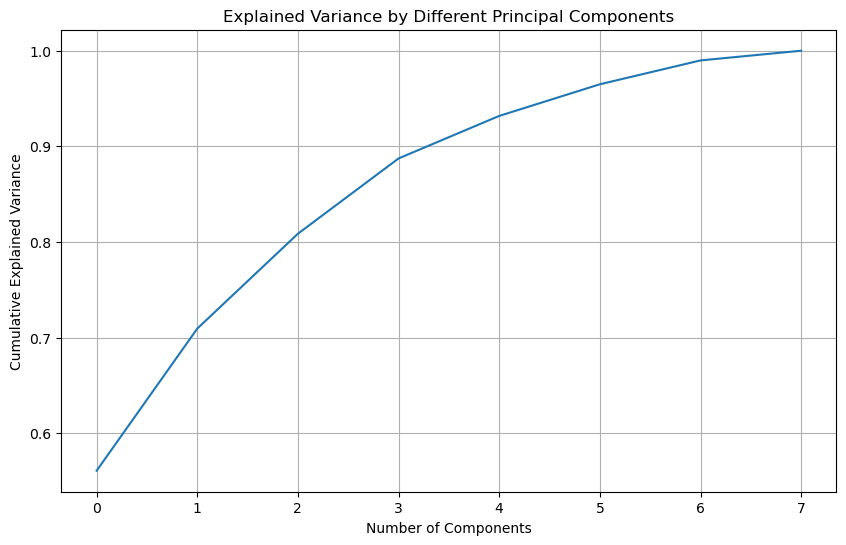 Explained Variance by Different Principal Components
Cumulative Explained Variance
1.0
0.9
0.8
0.7
0.6
0 1 2 3 4 5 6 7
Number of Components